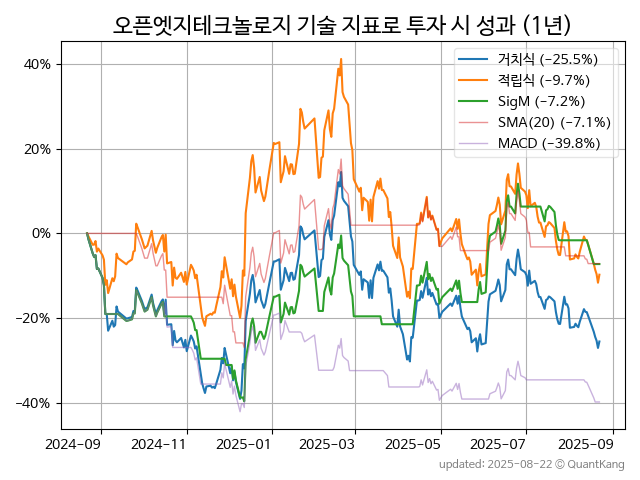 오픈엣지테크놀로지 기술 지표로 투자 시 성과 (1년)
40%
20%
0%
−20%
−40%
거치식 (−25.5%)
적립식 (−9.7%)
SigM (−7.2%)
SMA(20) (−7.1%)
MACD (−39.8%)
2024-09
2024-11
2025-01
2025-03
2025-05
2025-07
2025-09
updated: 2025-08-22 © QuantKang